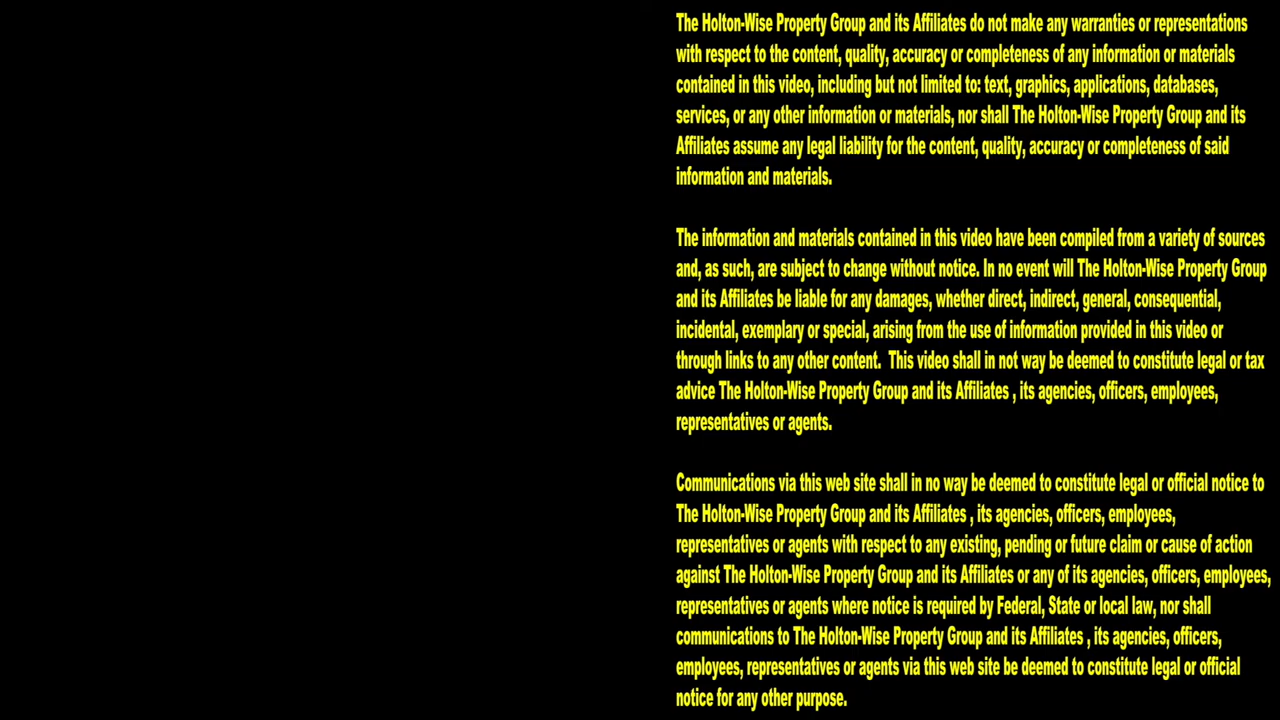 The Holton-Wise Property Group and its Affiliates do not make any warranties or representations
with respect to the content, quality, accuracy or completeness of any information or materials
contained in this video, including but not limited to: text, graphics, applications, databases,
services, or any other information or materials, nor shall The Holton-Wise Property Group and its
Affiliates assume any legal liability for the content, quality, accuracy or completeness of said
information and materials.
The information and materials contained in this video have been compiled from a variety of sources
and, as such, are subject to change without notice. In no event will The Holton-Wise Property Group
and its Affiliates be liable for any damages, whether direct, indirect, general, consequential,
incidental, exemplary or special, arising from the use of information provided in this video or
through links to any other content.  This video shall in not way be deemed to constitute legal or tax
advice The Holton-Wise Property Group and its Affiliates , its agencies, officers, employees,
representatives or agents.
Communications via this web site shall in no way be deemed to constitute legal or official notice to
The Holton-Wise Property Group and its Affiliates , its agencies, officers, employees,
representatives or agents with respect to any existing, pending or future claim or cause of action
against The Holton-Wise Property Group and its Affiliates or any of its agencies, officers, employees,
representatives or agents where notice is required by Federal, State or local law, nor shall
communications to The Holton-Wise Property Group and its Affiliates , its agencies, officers,
employees, representatives or agents via this web site be deemed to constitute legal or official
notice for any other purpose.